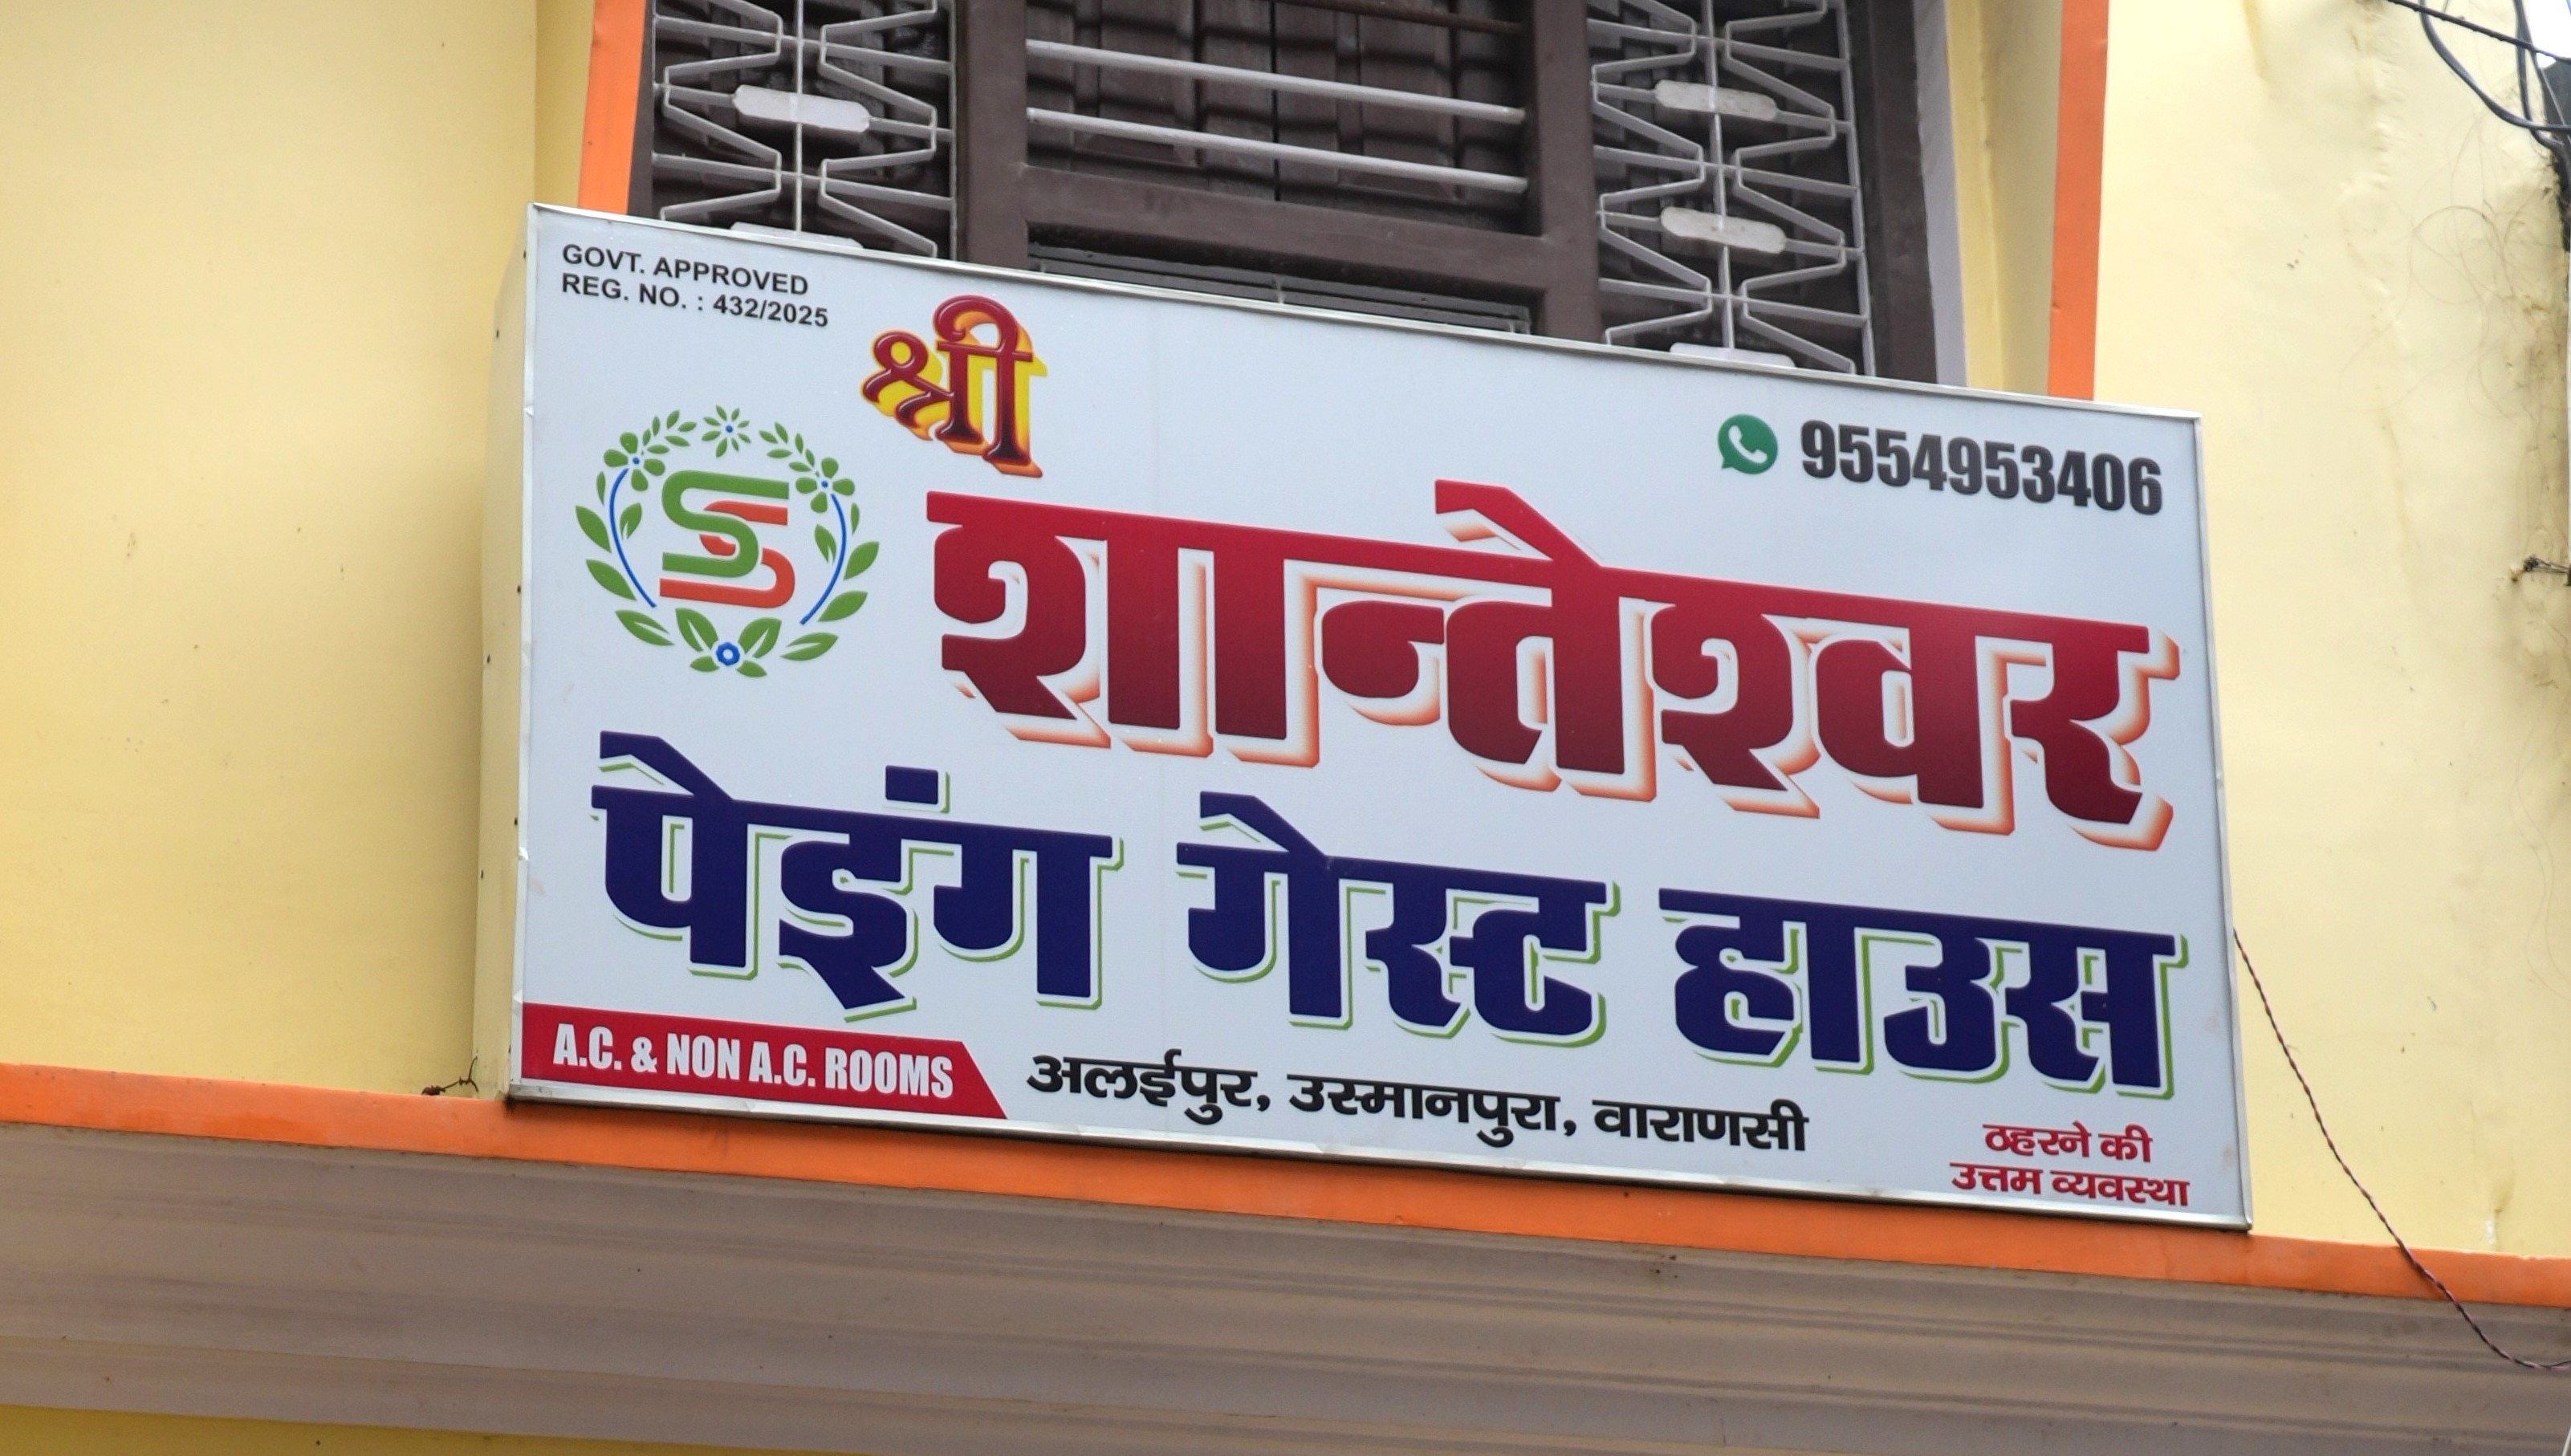 GOVT. APPROVED
REG. NO. : 432/2025
श्री
9554953406
SS
शान्तेश्वर
पेइंग गेस्ट हाउस
A.C. & NON A.C. ROOMS
अलईपुर, उस्मानपुरा, वाराणसी
ठहरने की
उत्तम व्यवस्था